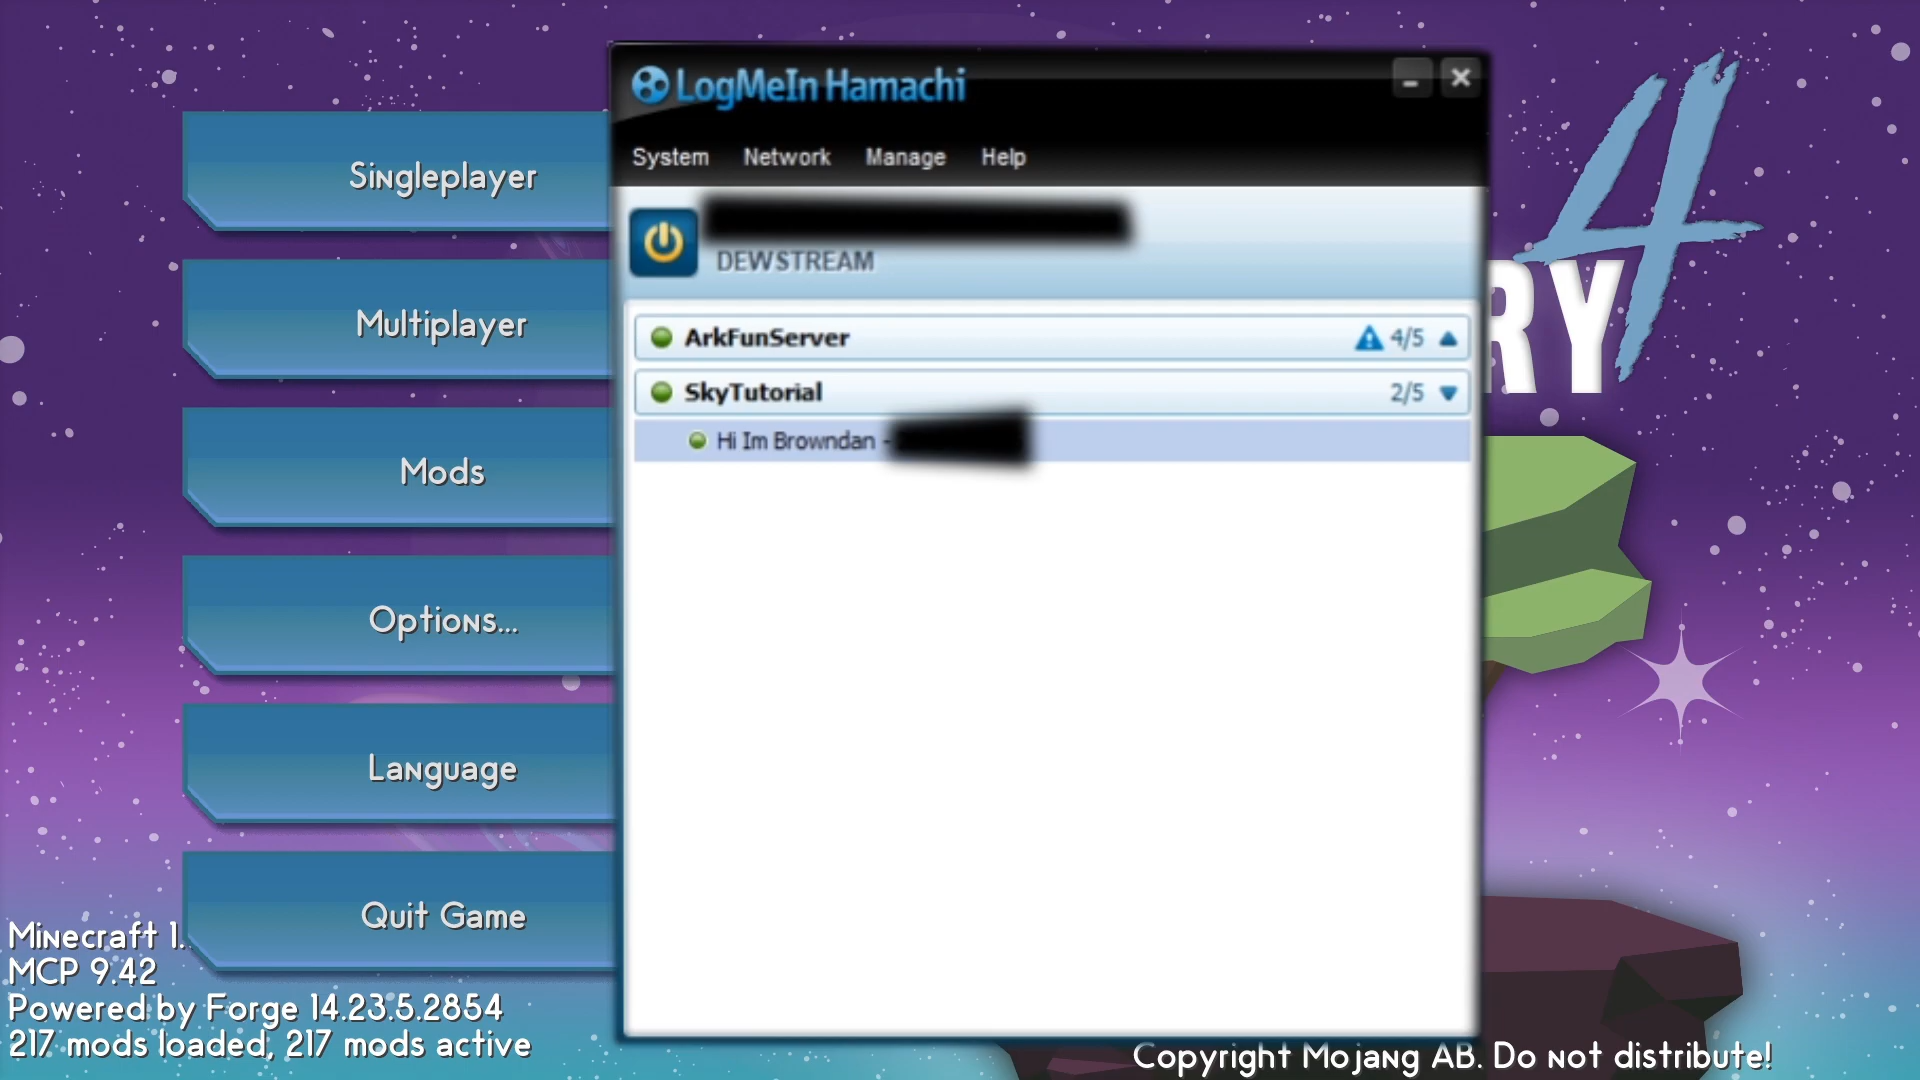 LogMeIn Hamachi
System Network Manage Help
DEWSTREAM
ArkFunServer 4/5
SkyTutorial 2/5
Hi Im Browndan -
Singleplayer
Multiplayer
Mods
Options...
Language
Quit Game
4
RY
Minecraft 1..
MCP 9.42
Powered by Forge 14.23.5.2854
217 mods loaded, 217 mods active
Copyright Mojang AB. Do not distribute!